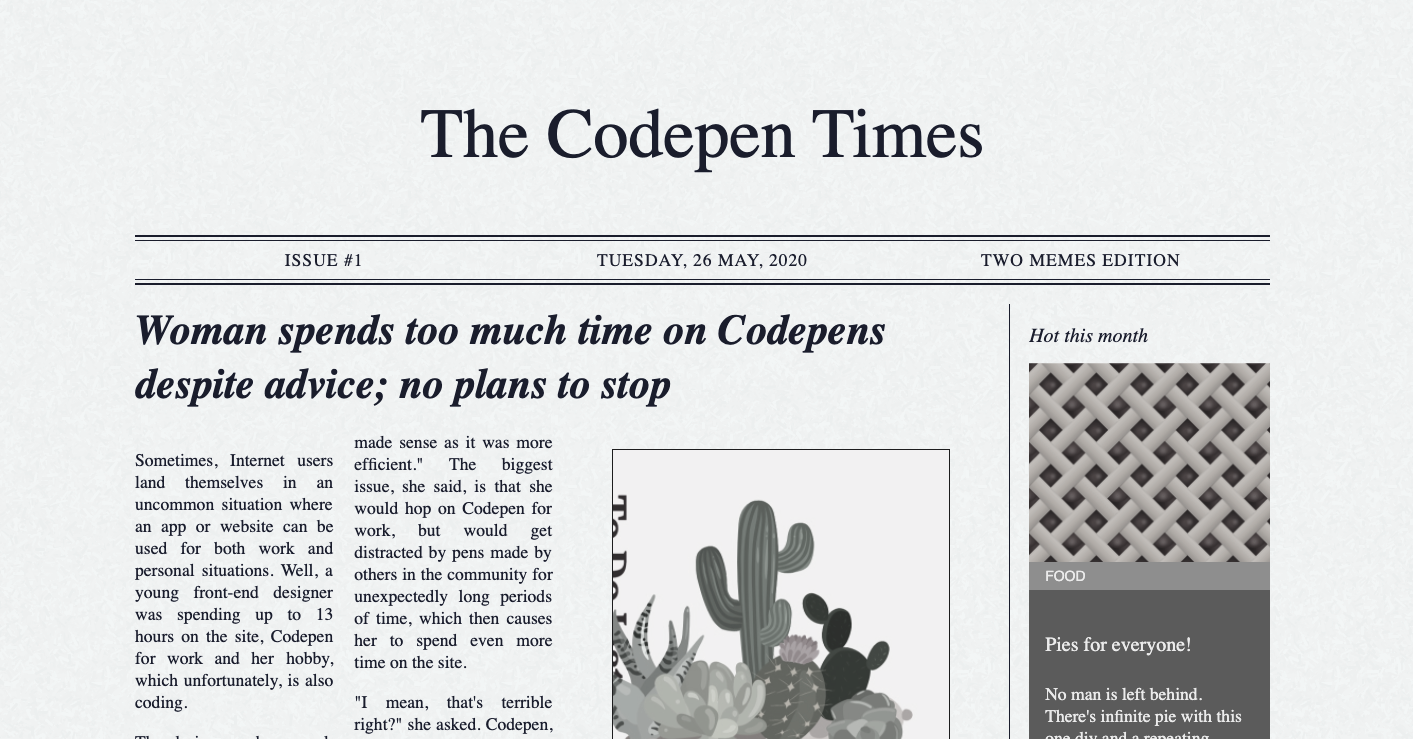 The Codepen Times
ISSUE #1
TUESDAY, 26 MAY, 2020
TWO MEMES EDITION
Woman spends too much time on Codepens
despite advice; no plans to stop
Sometimes, Internet users
land themselves in an
uncommon situation where
an app or website can be
used for both work and
personal situations. Well, a
young front-end designer
was spending up to 13
hours on the site, Codepen
for work and her hobby,
which unfortunately, is also
coding.
made sense as it was more
efficient." The biggest
issue, she said, is that she
would hop on Codepen for
work, but would get
distracted by pens made by
others in the community for
unexpectedly long periods
of time, which then causes
her to spend even more
time on the site.
"I mean, that's terrible
right?" she asked. Codepen,
To Do
Hot this month
FOOD
Pies for everyone!
No man is left behind.
There's infinite pie with this
one div and a repeating